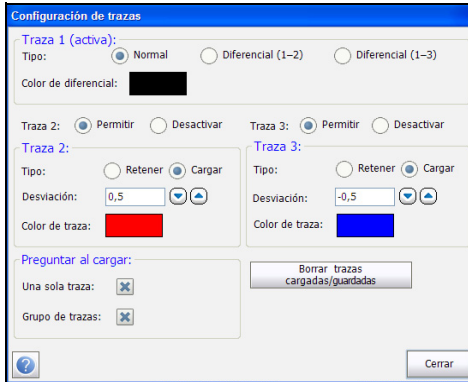 Configuración de trazas
Traza 1 (activa):
Tipo: Normal Diferencial (1–2) Diferencial (1–3)
Color de diferencial:
Traza 2: Permitir Desactivar Traza 3: Permitir Desactivar
Traza 2: Traza 3:
Tipo: Retener Cargar Tipo: Retener Cargar
Desviación: 0,5 Desviación: -0,5
Color de traza: Color de traza:
Preguntar al cargar:
Borrar trazas
cargadas/guardadas
Una sola traza:
Grupo de trazas:
? Cerrar